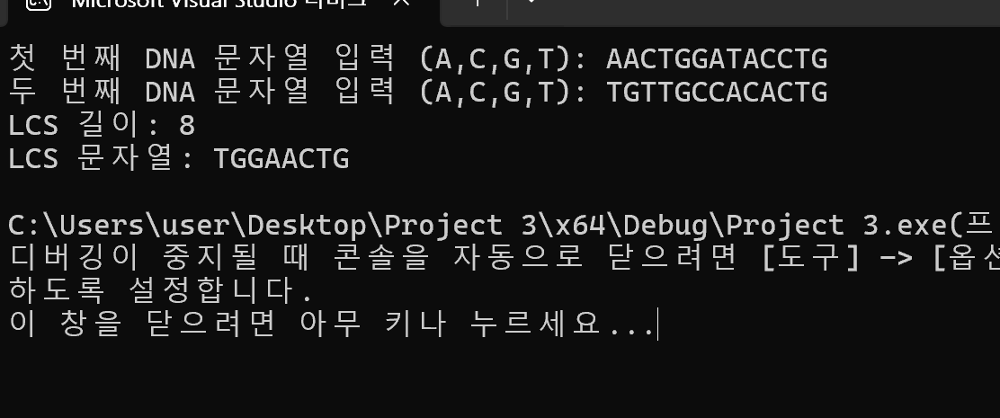 Microsoft Visual Studio 디버그
첫 번째 DNA 문자열 입력 (A,C,G,T): AACTGGATACCTG
두 번째 DNA 문자열 입력 (A,C,G,T): TGTTGCCACACTG
LCS 길이: 8
LCS 문자열: TGGAACTG
C:\Users\user\Desktop\Project 3\x64\Debug\Project 3.exe(프
디버깅이 중지될 때 콘솔을 자동으로 닫으려면 [도구] -> [옵션
하도록 설정합니다.
이 창을 닫으려면 아무 키나 누르세요...